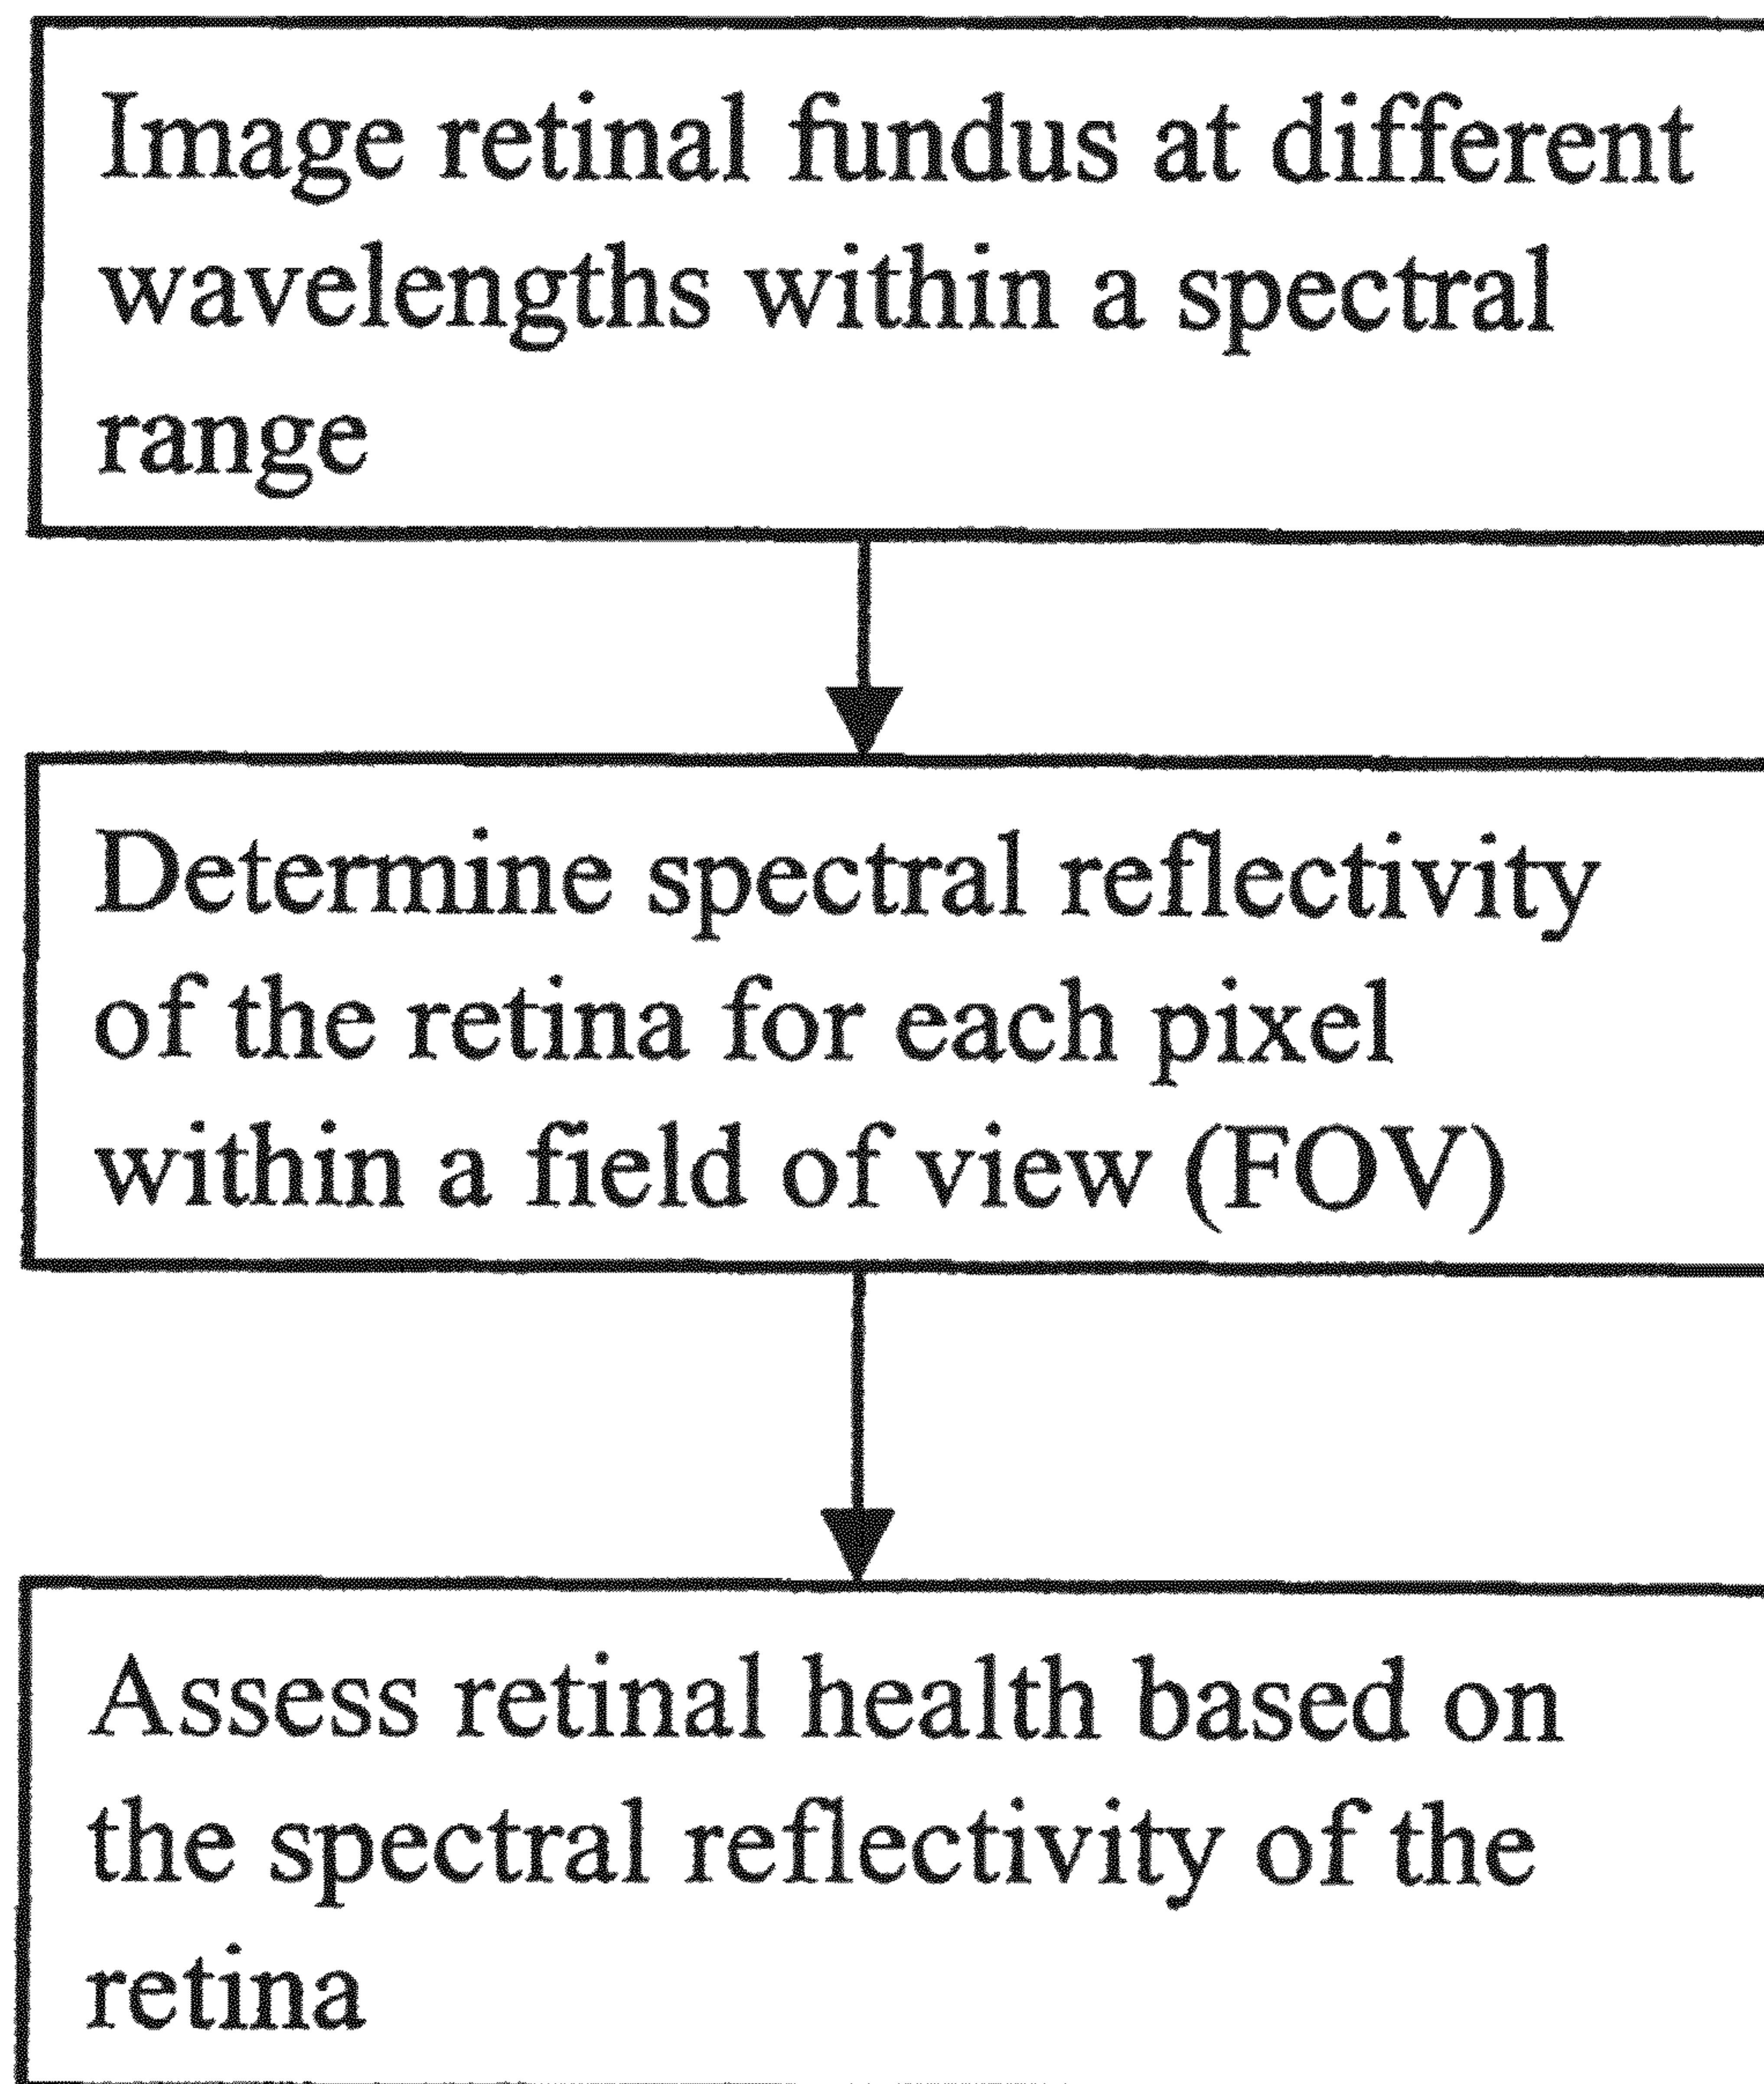 Image retinal fundus at different
wavelengths within a spectral
range
Determine spectral reflectivity
of the retina for each pixel
within a field of view (FOV)
Assess retinal health based on
the spectral reflectivity of the
retina